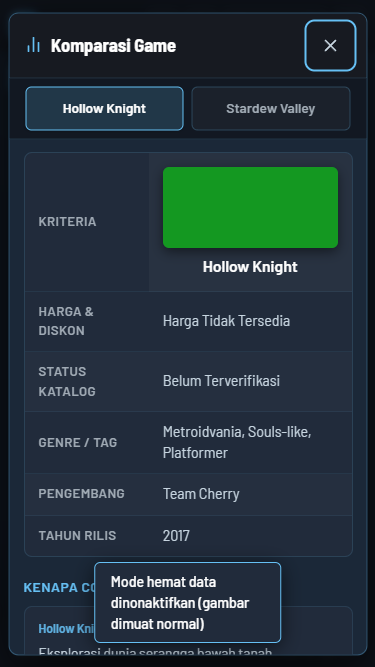 Komparasi Game
Hollow Knight
Stardew Valley
KRITERIA
Hollow Knight
HARGA &
DISKON
Harga Tidak Tersedia
STATUS
KATALOG
Belum Terverifikasi
GENRE / TAG
Metroidvania, Souls-like,
Platformer
PENGEMBANG
Team Cherry
TAHUN RILIS
2017
KENAPA
Mode hemat data
dinonaktifkan (gambar
dimuat normal)
Hollow
Eksplorasi dunia serangga bawah tanah